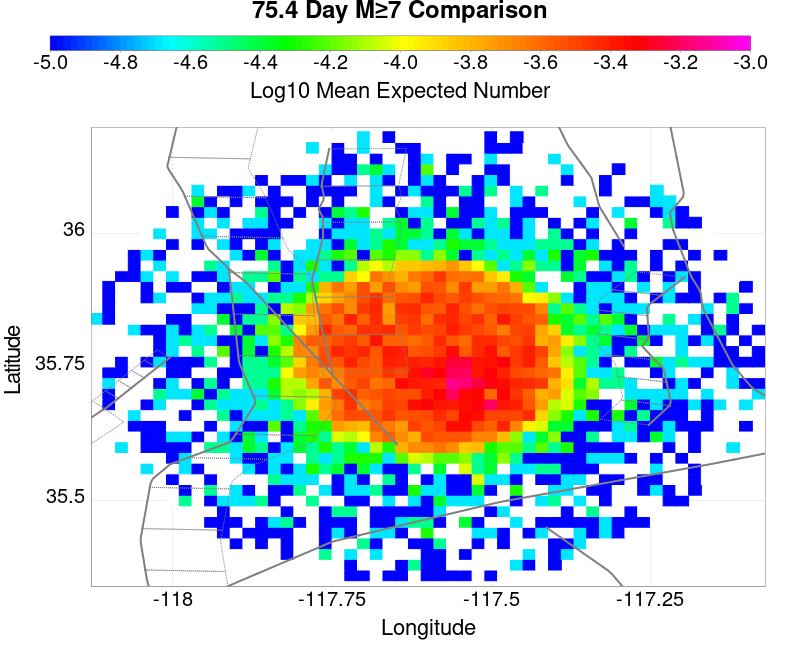 75.4 Day M≥7 Comparison
-5.0 -4.8 -4.6 -4.4 -4.2 -4.0 -3.8 -3.6 -3.4 -3.2 -3.0
Log10 Mean Expected Number
36
35.75
35.5
Latitude
-118 -117.75 -117.5 -117.25
Longitude